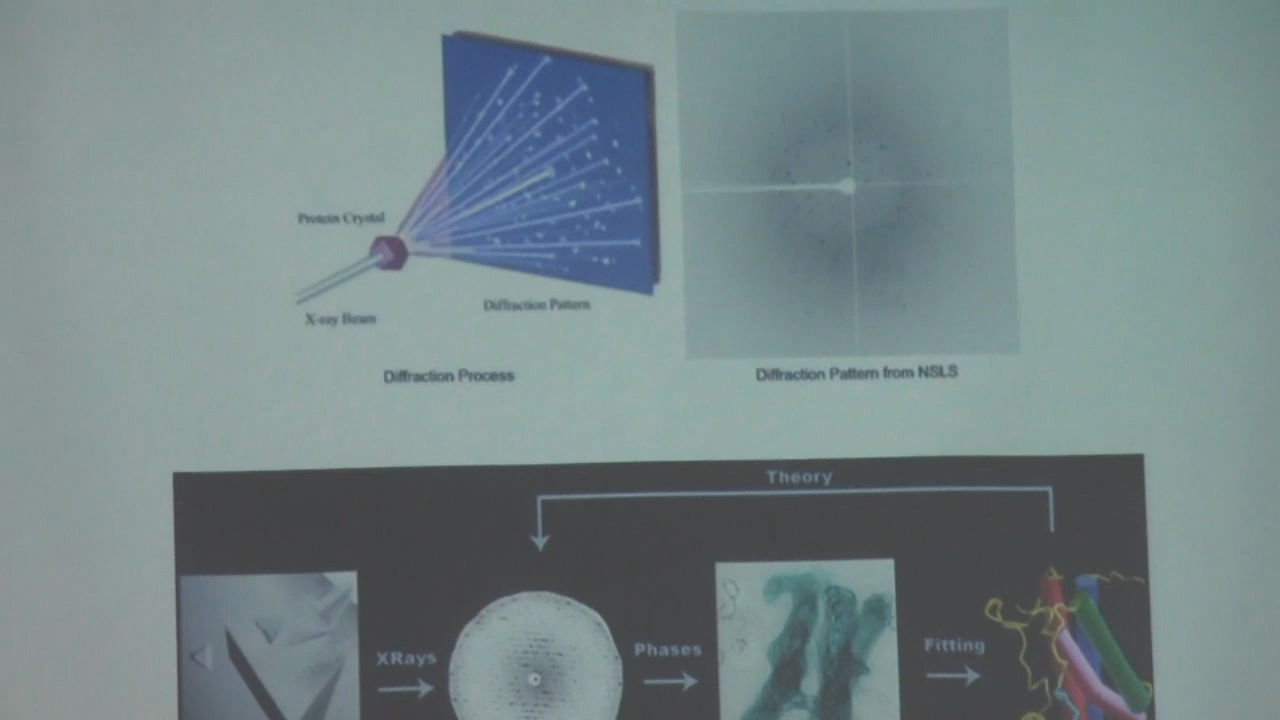 Protein Crystal
X-ray Beam
Diffraction Pattern
Diffraction Process
Diffraction Pattern from NSLS
Theory
XRays
Phases
Fitting